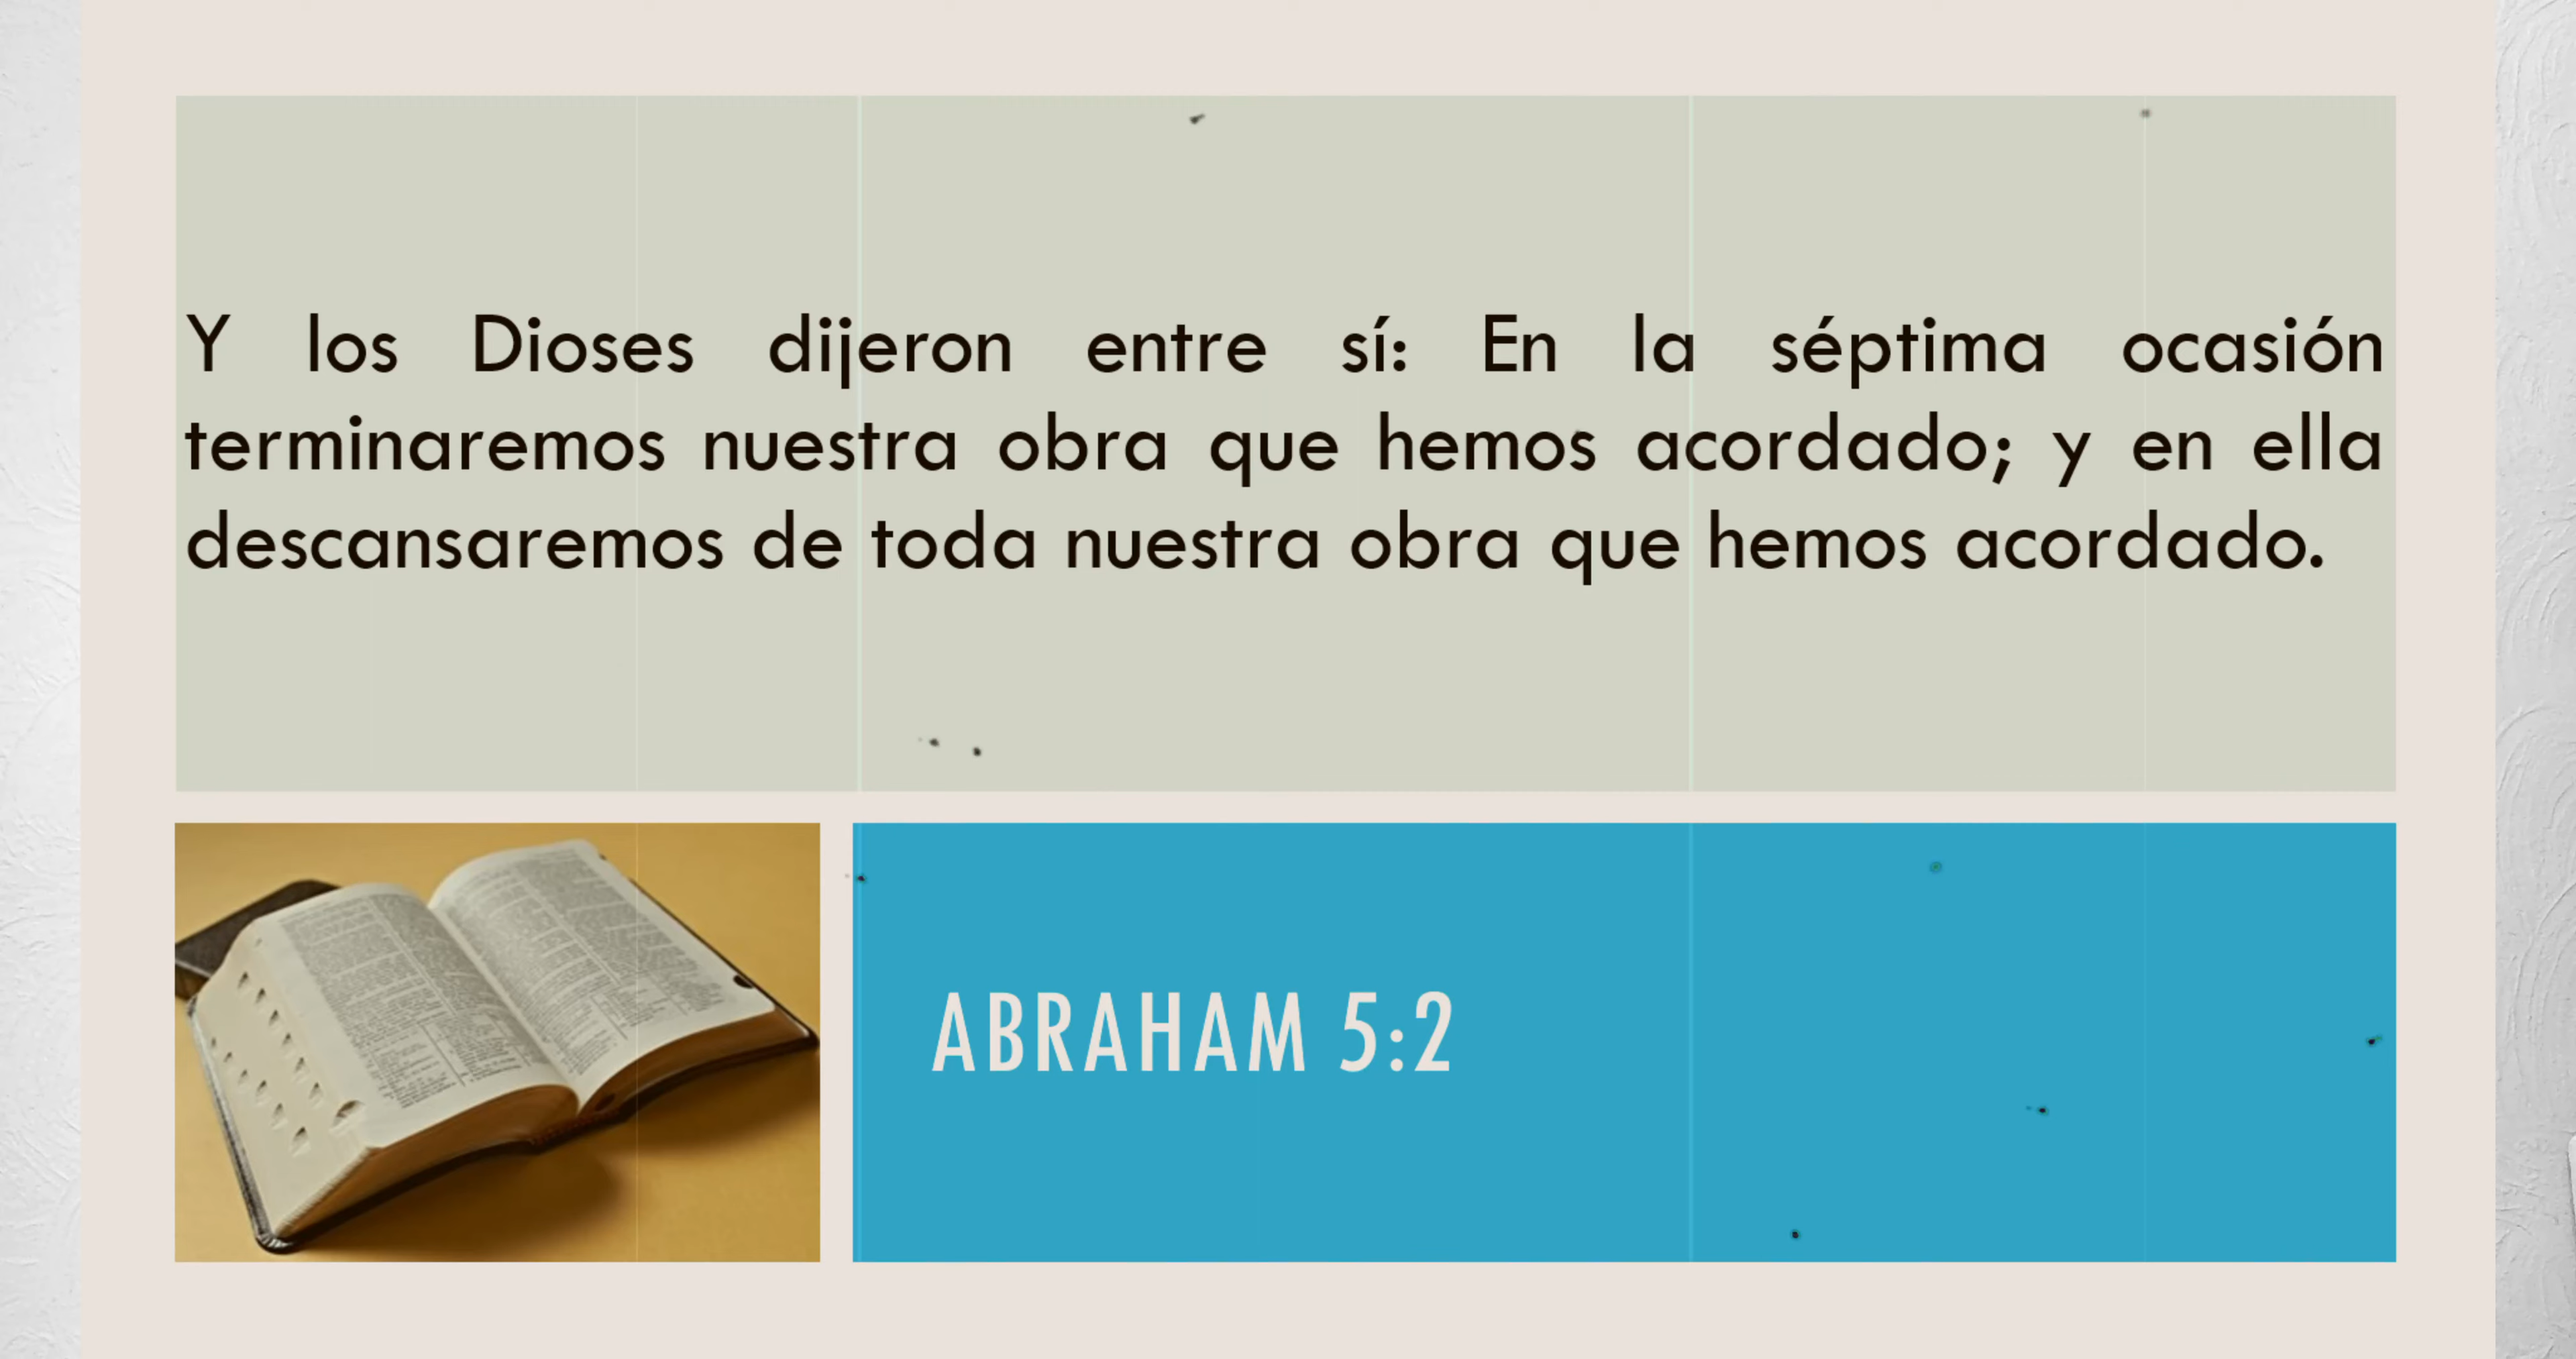 Y los Dioses dijeron entre sí: En la séptima ocasión
terminaremos nuestra obra que hemos acordado; y en ella
descansaremos de toda nuestra obra que hemos acordado.
ABRAHAM 5:2